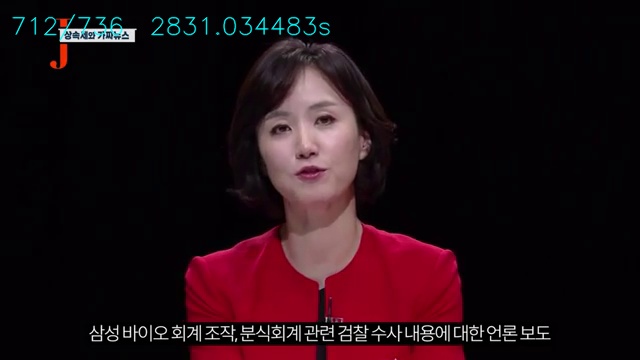 712/736 2831.034483s
상속세와 가짜뉴스
J
삼성 바이오 회계 조작, 분식회계 관련 검찰 수사 내용에 대한 언론 보도